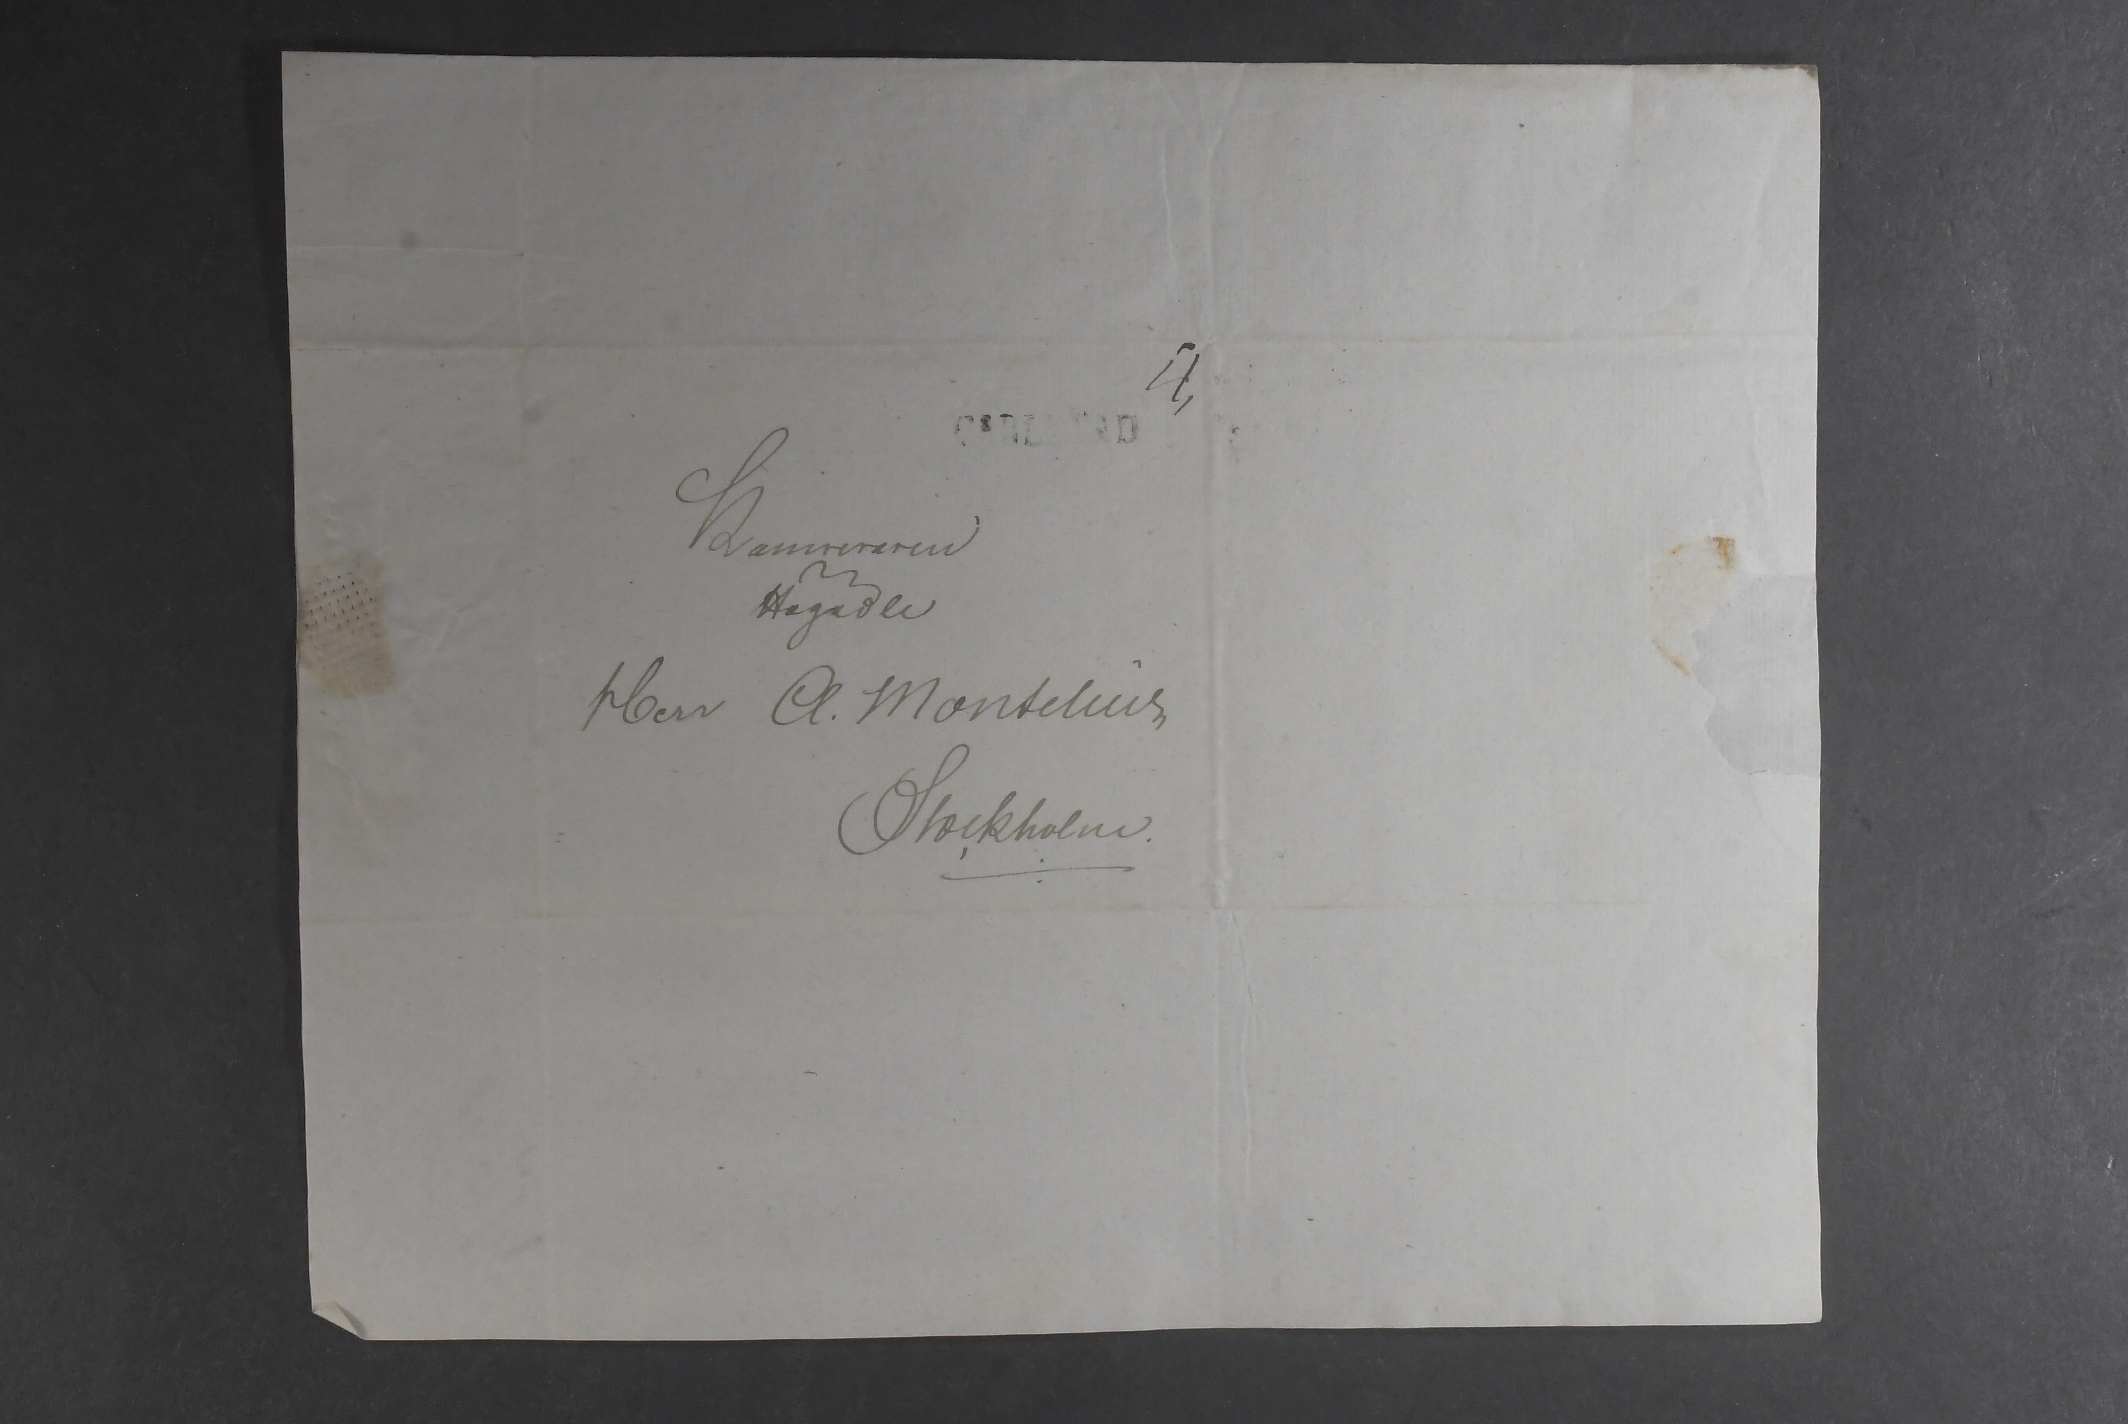 4,
Kamreraren
Högädle
Herr A. Montelius,
Stockholm.